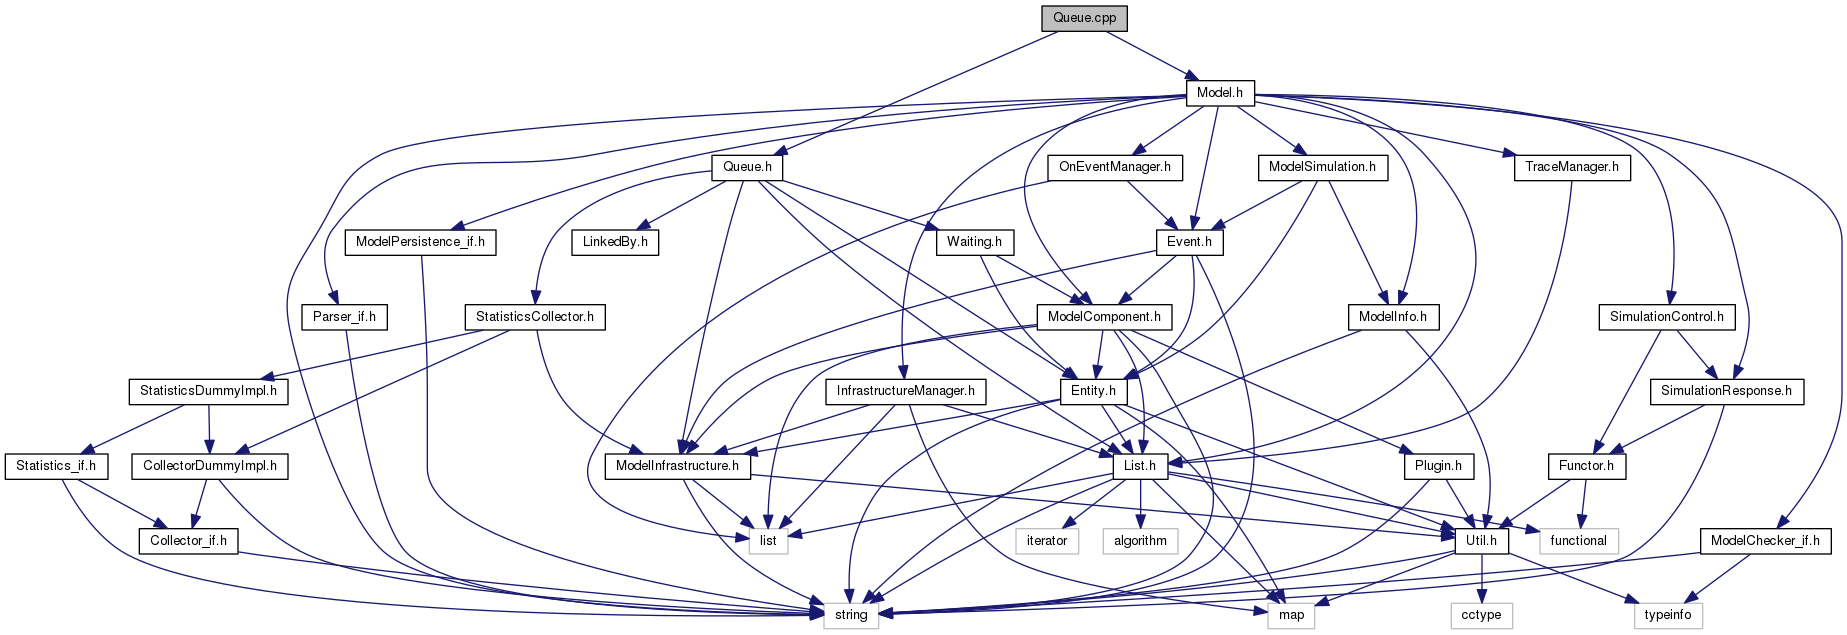 Queue.cpp
Model.h
Queue.h
OnEventManager.h
ModelSimulation.h
TraceManager.h
ModelPersistence_if.h
LinkedBy.h
Waiting.h
Event.h
Parser_if.h
StatisticsCollector.h
ModelComponent.h
ModelInfo.h
SimulationControl.h
StatisticsDummyImpl.h
InfrastructureManager.h
Entity.h
SimulationResponse.h
Statistics_if.h
CollectorDummyImpl.h
ModelInfrastructure.h
List.h
Plugin.h
Functor.h
Collector_if.h
list
iterator
algorithm
Util.h
functional
ModelChecker_if.h
string
map
cctype
typeinfo